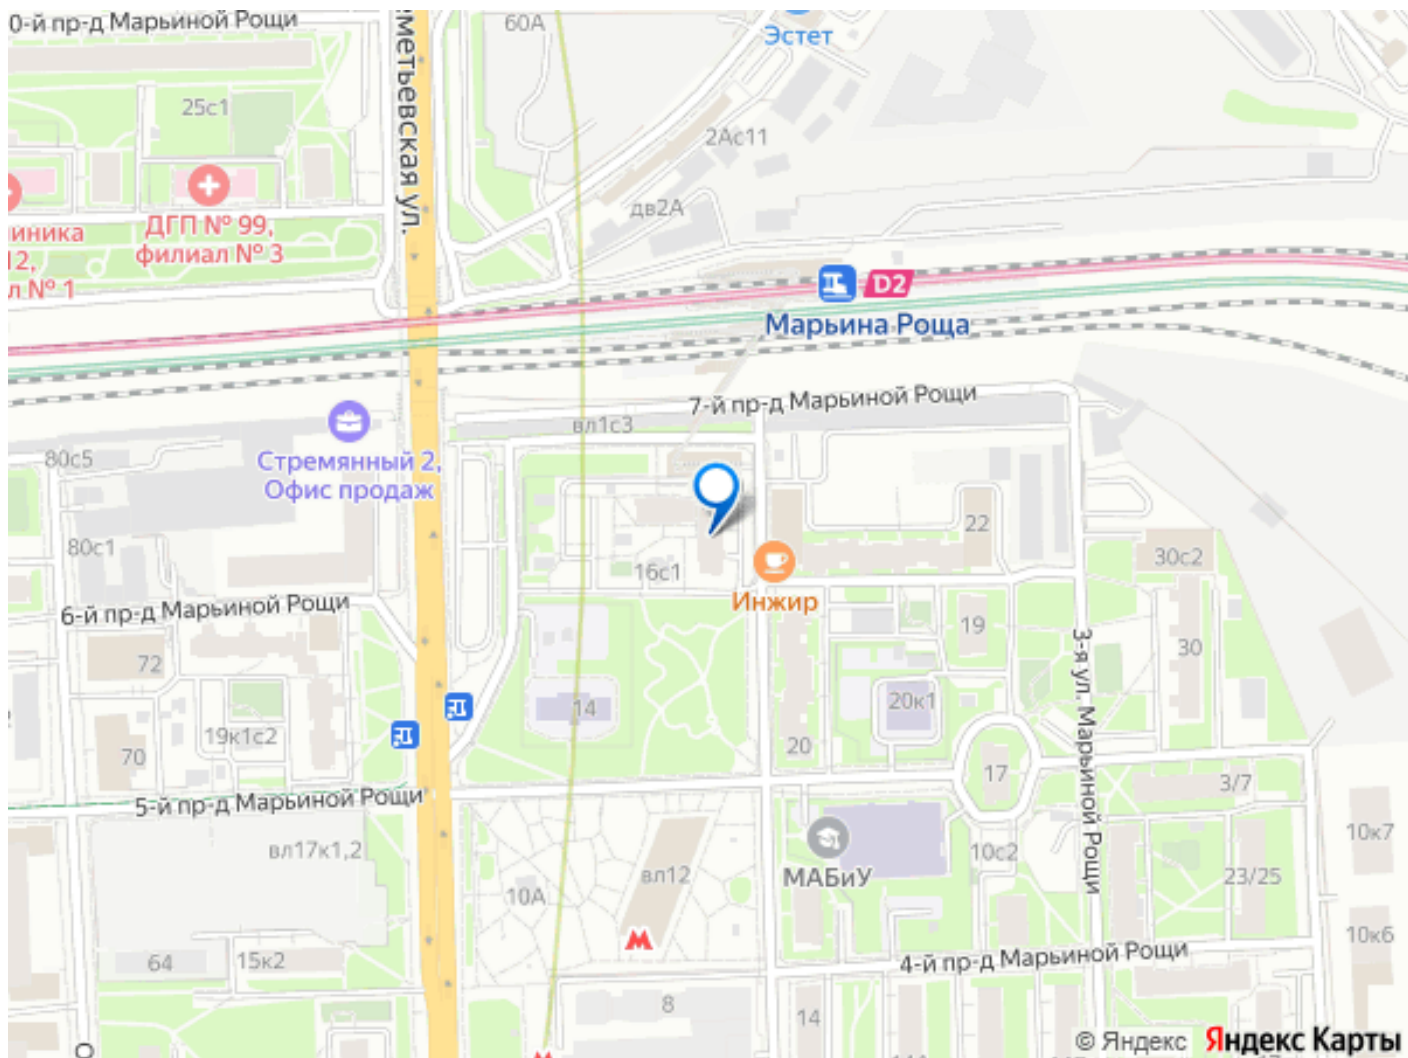 0-й пр-д Марьиной Рощи
60А
Эстет
метьевская ул.
25с1
2Ас11
дв2А
ДГП № 99,
филиал № 3
иника
12,
л № 1
D2
Марьина Роща
7-й пр-д Марьиной Рощи
вл1с3
Стремянный 2,
Офис продаж
80с5
80с1
22
30с2
16с1
Инжир
6-й пр-д Марьиной Рощи
72
19
30
3-я ул. Марьиной Рощи
14
20к1
19к1с2
70
20
17
3/7
5-й пр-д Марьиной Рощи
вл17к1,2
10к7
МАБиУ
10с2
вл12
23/25
10А
10к6
64
15к2
4-й пр-д Марьиной Рощи
8
14
© Яндекс Яндекс Карты